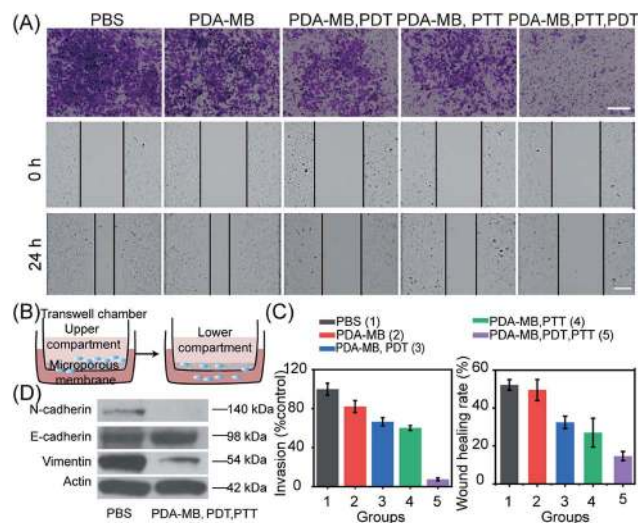 (A)
PBS PDA-MB PDA-MB,PDT PDA-MB, PTT PDA-MB,PTT,PDT
0 h
24 h
(B)
Transwell chamber
Upper
compartment
Microporous
membrane
Lower
compartment
(C)
PBS (1)
PDA-MB (2)
PDA-MB, PDT (3)
PDA-MB,PTT (4)
PDA-MB,PDT,PTT (5)
Invasion (%control)
120
80
40
0
1 2 3 4 5
Groups
Wound healing rate (%)
60
40
20
0
1 2 3 4 5
Groups
(D)
N-cadherin 140 kDa
E-cadherin 98 kDa
Vimentin 54 kDa
Actin 42 kDa
PBS PDA-MB, PDT,PTT